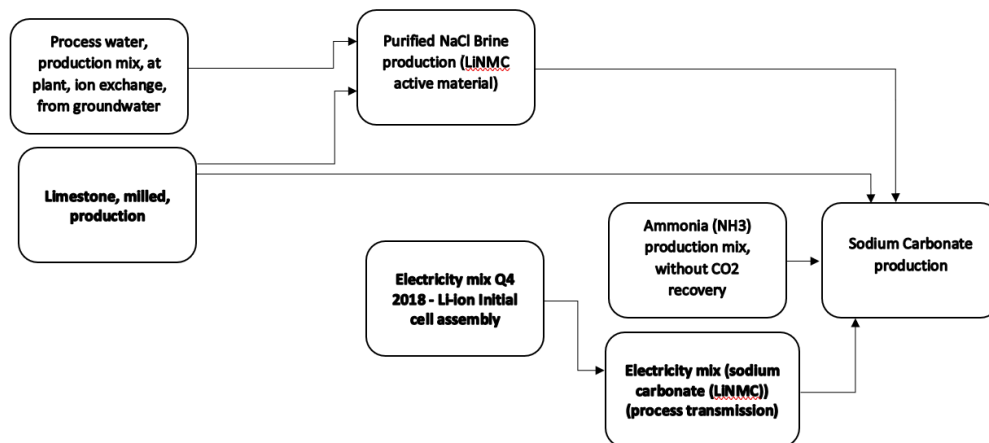 Process water,
production mix, at
plant, ion exchange,
from groundwater
Purified NaCl Brine
production (LiNMC
active material)
Limestone, milled,
production
Ammonia (NH3)
production mix,
without CO2
recovery
Sodium Carbonate
production
Electricity mix Q4
2018 - Li-ion Initial
cell assembly
Electricity mix (sodium
carbonate (LiNMC))
(process transmission)